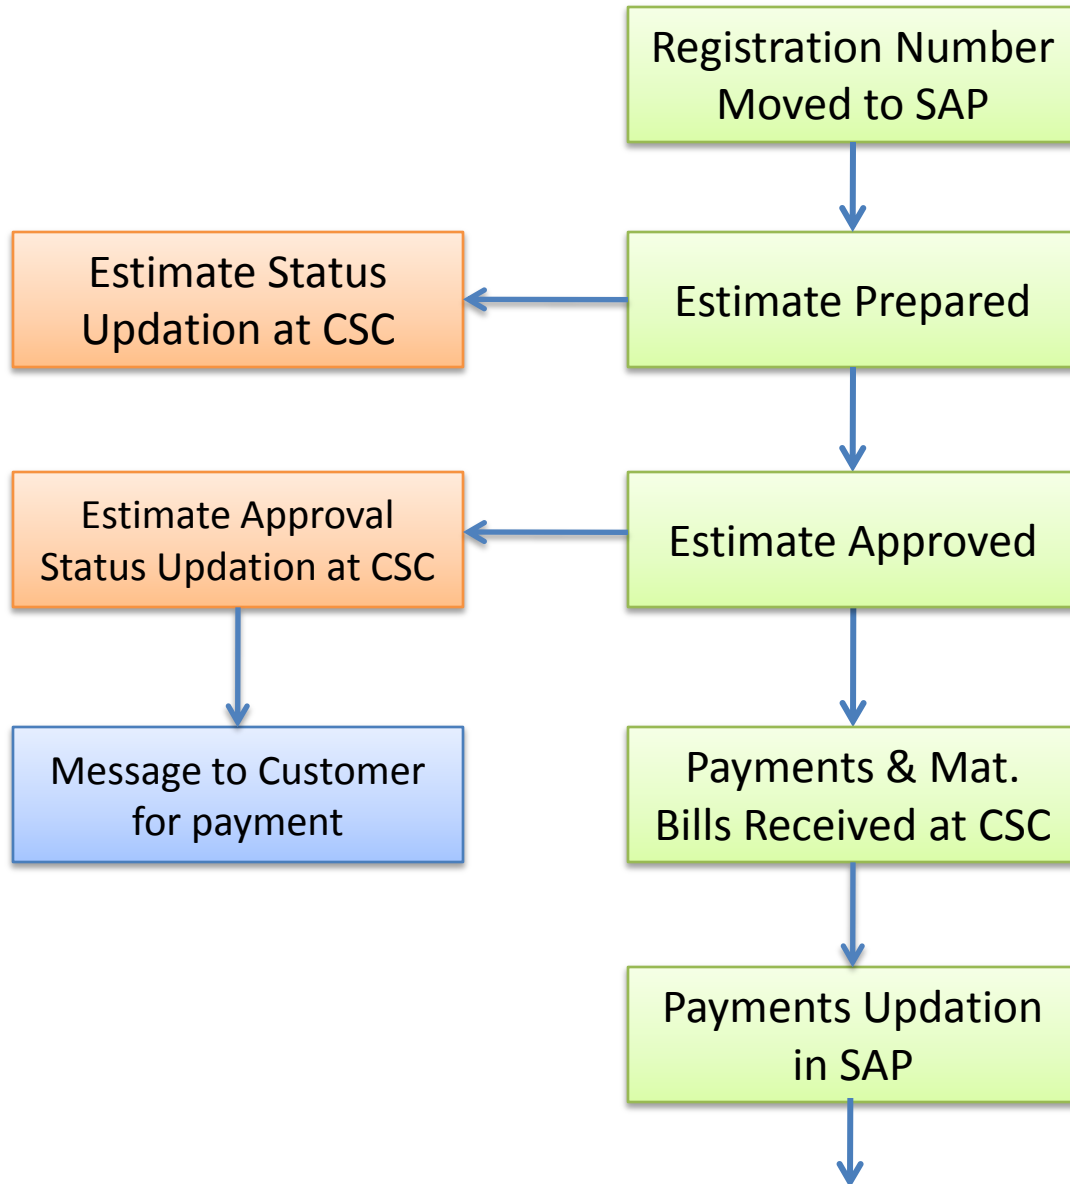 Registration Number
Moved to SAP
Estimate Status
Updation at CSC
Estimate Prepared
Estimate Approval
Status Updation at CSC
Estimate Approved
Message to Customer
for payment
Payments & Mat.
Bills Received at CSC
Payments Updation
in SAP